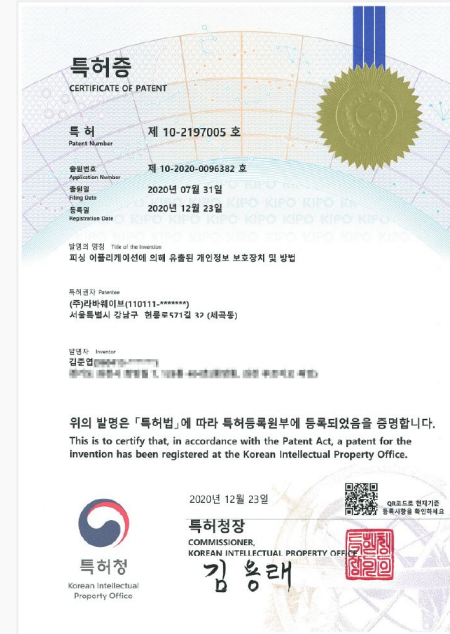 특허증
CERTIFICATE OF PATENT
특 허 제 10-2197005 호
Patent Number
출원번호 제 10-2020-0096382 호
Application Number
출원일 2020년 07월 31일
Filing Date
등록일 2020년 12월 23일
Registration Date
발명의 명칭 Title of the Invention
피싱 어플리케이션에 의해 유출된 개인정보 보호장치 및 방법
특허권자 Patentee
(주)라바웨이브(110111-*******)
서울특별시 강남구 헌릉로571길 32 (세곡동)
발명자 Inventor
김준엽
위의 발명은 「특허법」에 따라 특허등록원부에 등록되었음을 증명합니다.
This is to certify that, in accordance with the Patent Act, a patent for the
invention has been registered at the Korean Intellectual Property Office.
2020년 12월 23일
QR코드로 현재기준
등록사항을 확인하세요
특허청장
COMMISSIONER,
KOREAN INTELLECTUAL PROPERTY OFFICE
김용래
특허청
Korean Intellectual
Property Office